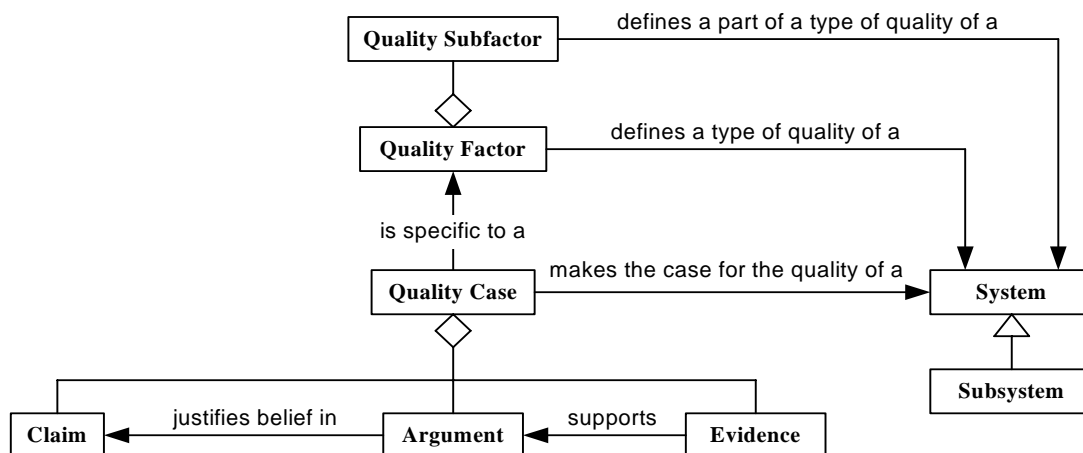 defines a part of a type of quality of a
Quality Subfactor
defines a type of quality of a
Quality Factor
is specific to a
makes the case for the quality of a
Quality Case
System
Subsystem
justifies belief in
supports
Claim
Argument
Evidence